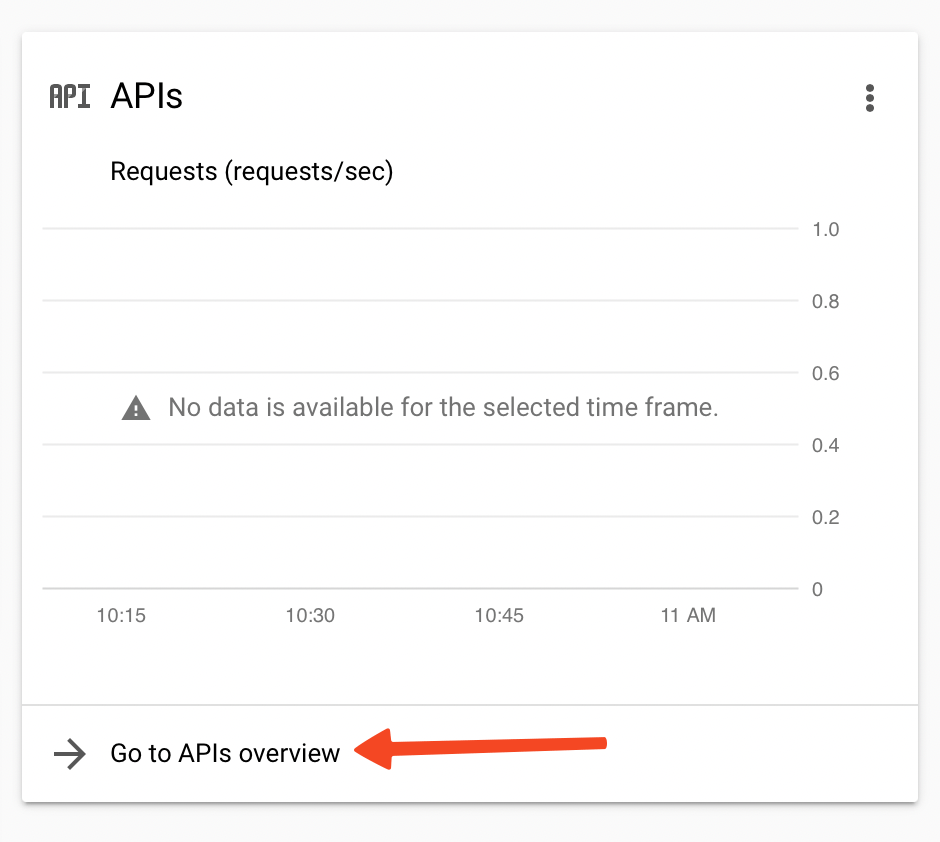 API APIs
Requests (requests/sec)
1.0
0.8
0.6
No data is available for the selected time frame.
0.4
0.2
0
10:15 10:30 10:45 11 AM
Go to APIs overview